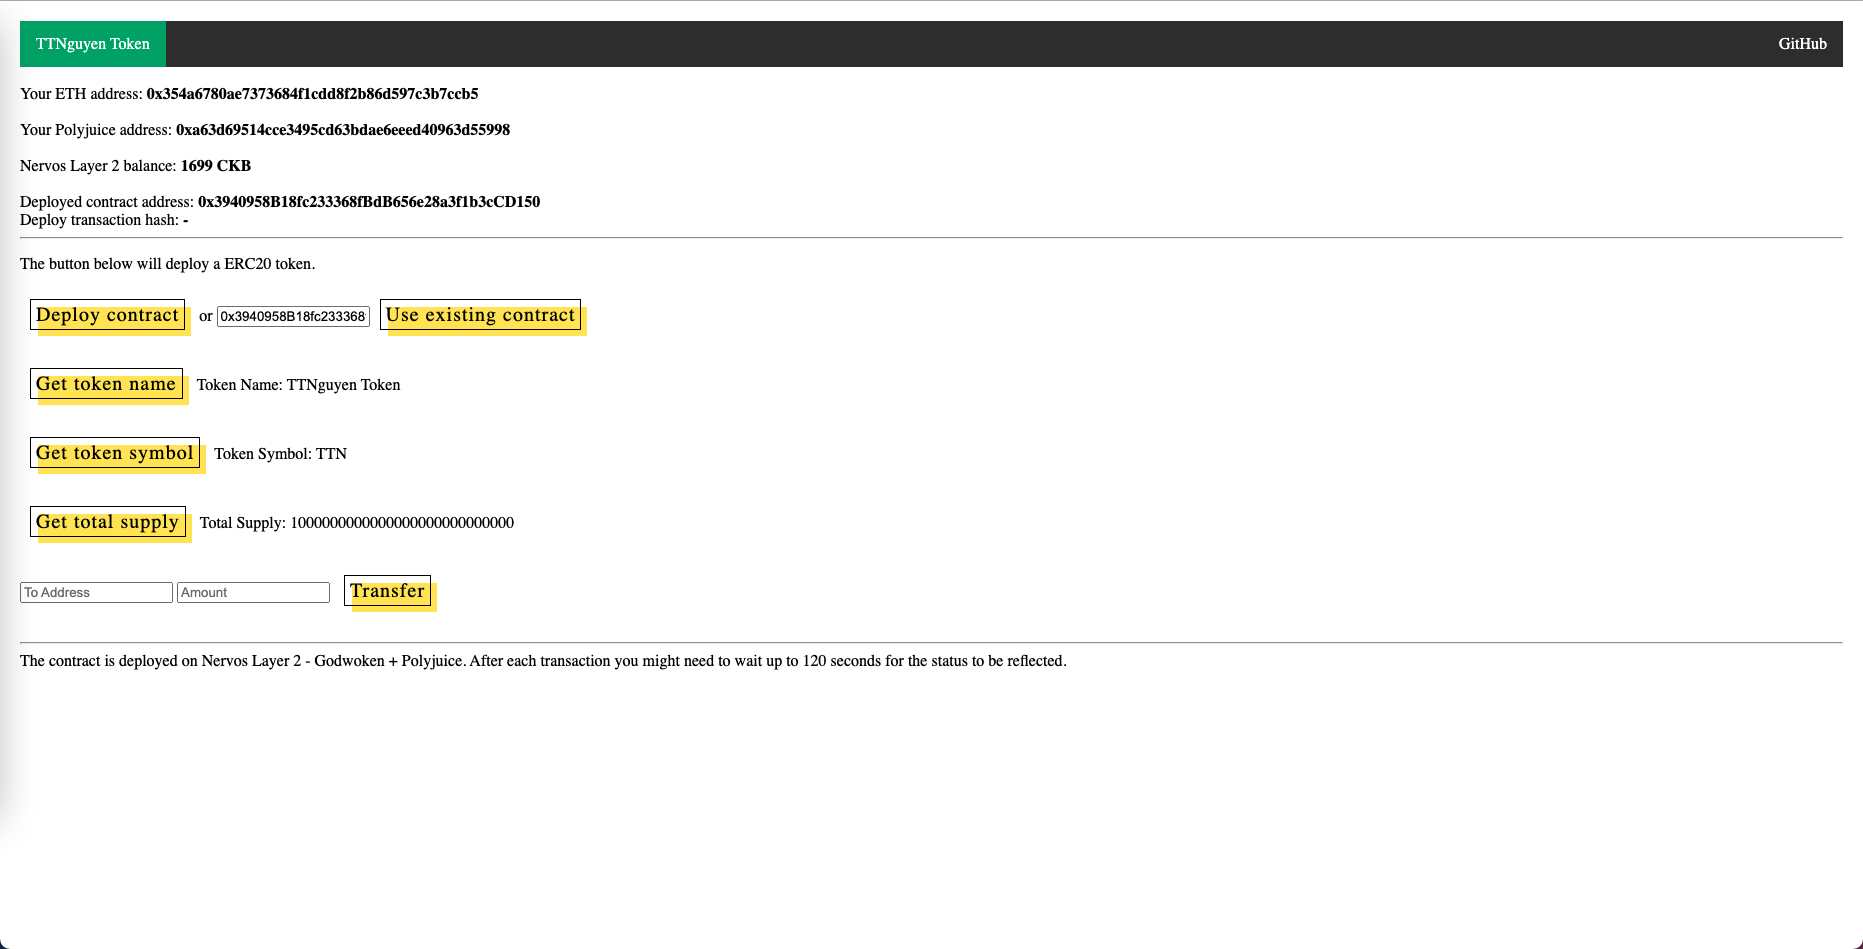 TTNguyen Token GitHub
Your ETH address: 0x354a6780ae7373684f1cdd8f2b86d597c3b7ccb5
Your Polyjuice address: 0xa63d69514cce3495cd63bdae6eeed40963d55998
Nervos Layer 2 balance: 1699 CKB
Deployed contract address: 0x3940958B18fc233368fBdB656e28a3f1b3cCD150
Deploy transaction hash: -
The button below will deploy a ERC20 token.
Deploy contract or 0x3940958B18fc233368 Use existing contract
Get token name Token Name: TTNguyen Token
Get token symbol Token Symbol: TTN
Get total supply Total Supply: 1000000000000000000000000000
To Address Amount Transfer
The contract is deployed on Nervos Layer 2 - Godwoken + Polyjuice. After each transaction you might need to wait up to 120 seconds for the status to be reflected.